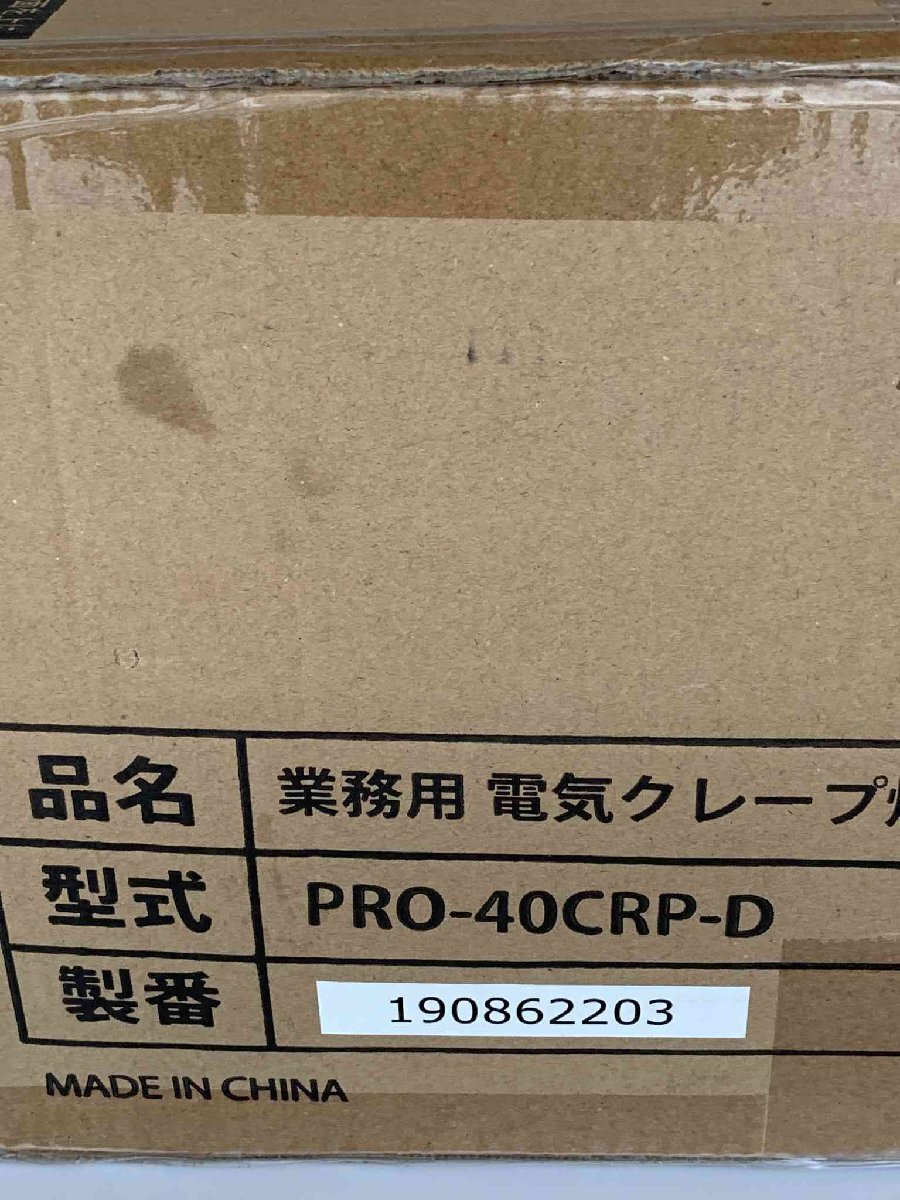 品名 業務用 電気クレープ
型式 PRO-40CRP-D
製番 190862203
MADE IN CHINA